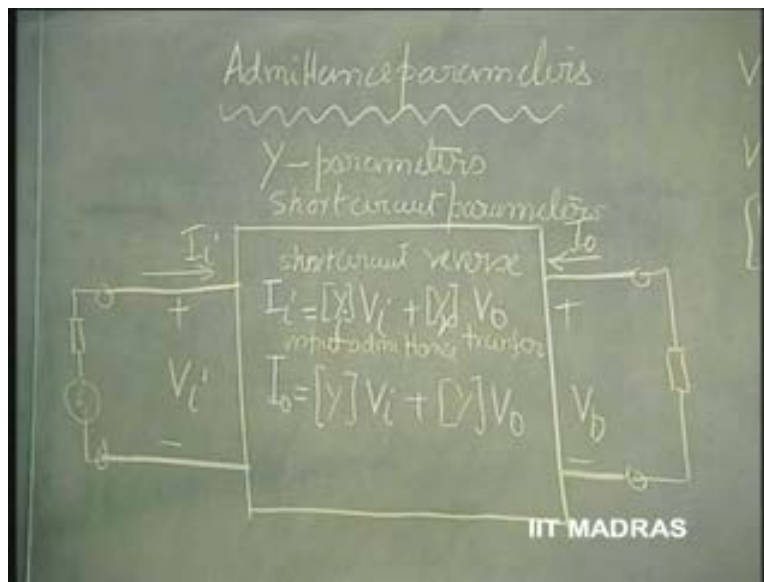 Admittance parameters
Y-parameters
short circuit parameters
Ii
Io
short circuit reverse
Ii = [y]Vi + [y]Vo
input admittance transfer
Io = [y]Vi + [y]Vo
+
Vi
-
+
Vo
-
V
V
[
IIT MADRAS